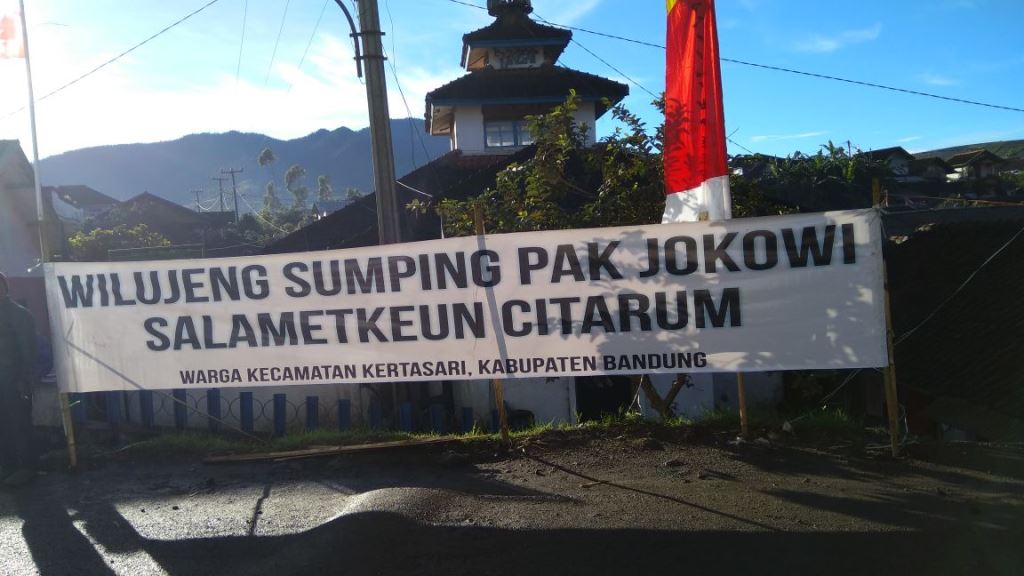 WILUJENG SUMPING PAK JOKOWI
SALAMETKEUN CITARUM
WARGA KECAMATAN KERTASARI, KABUPATEN BANDUNG